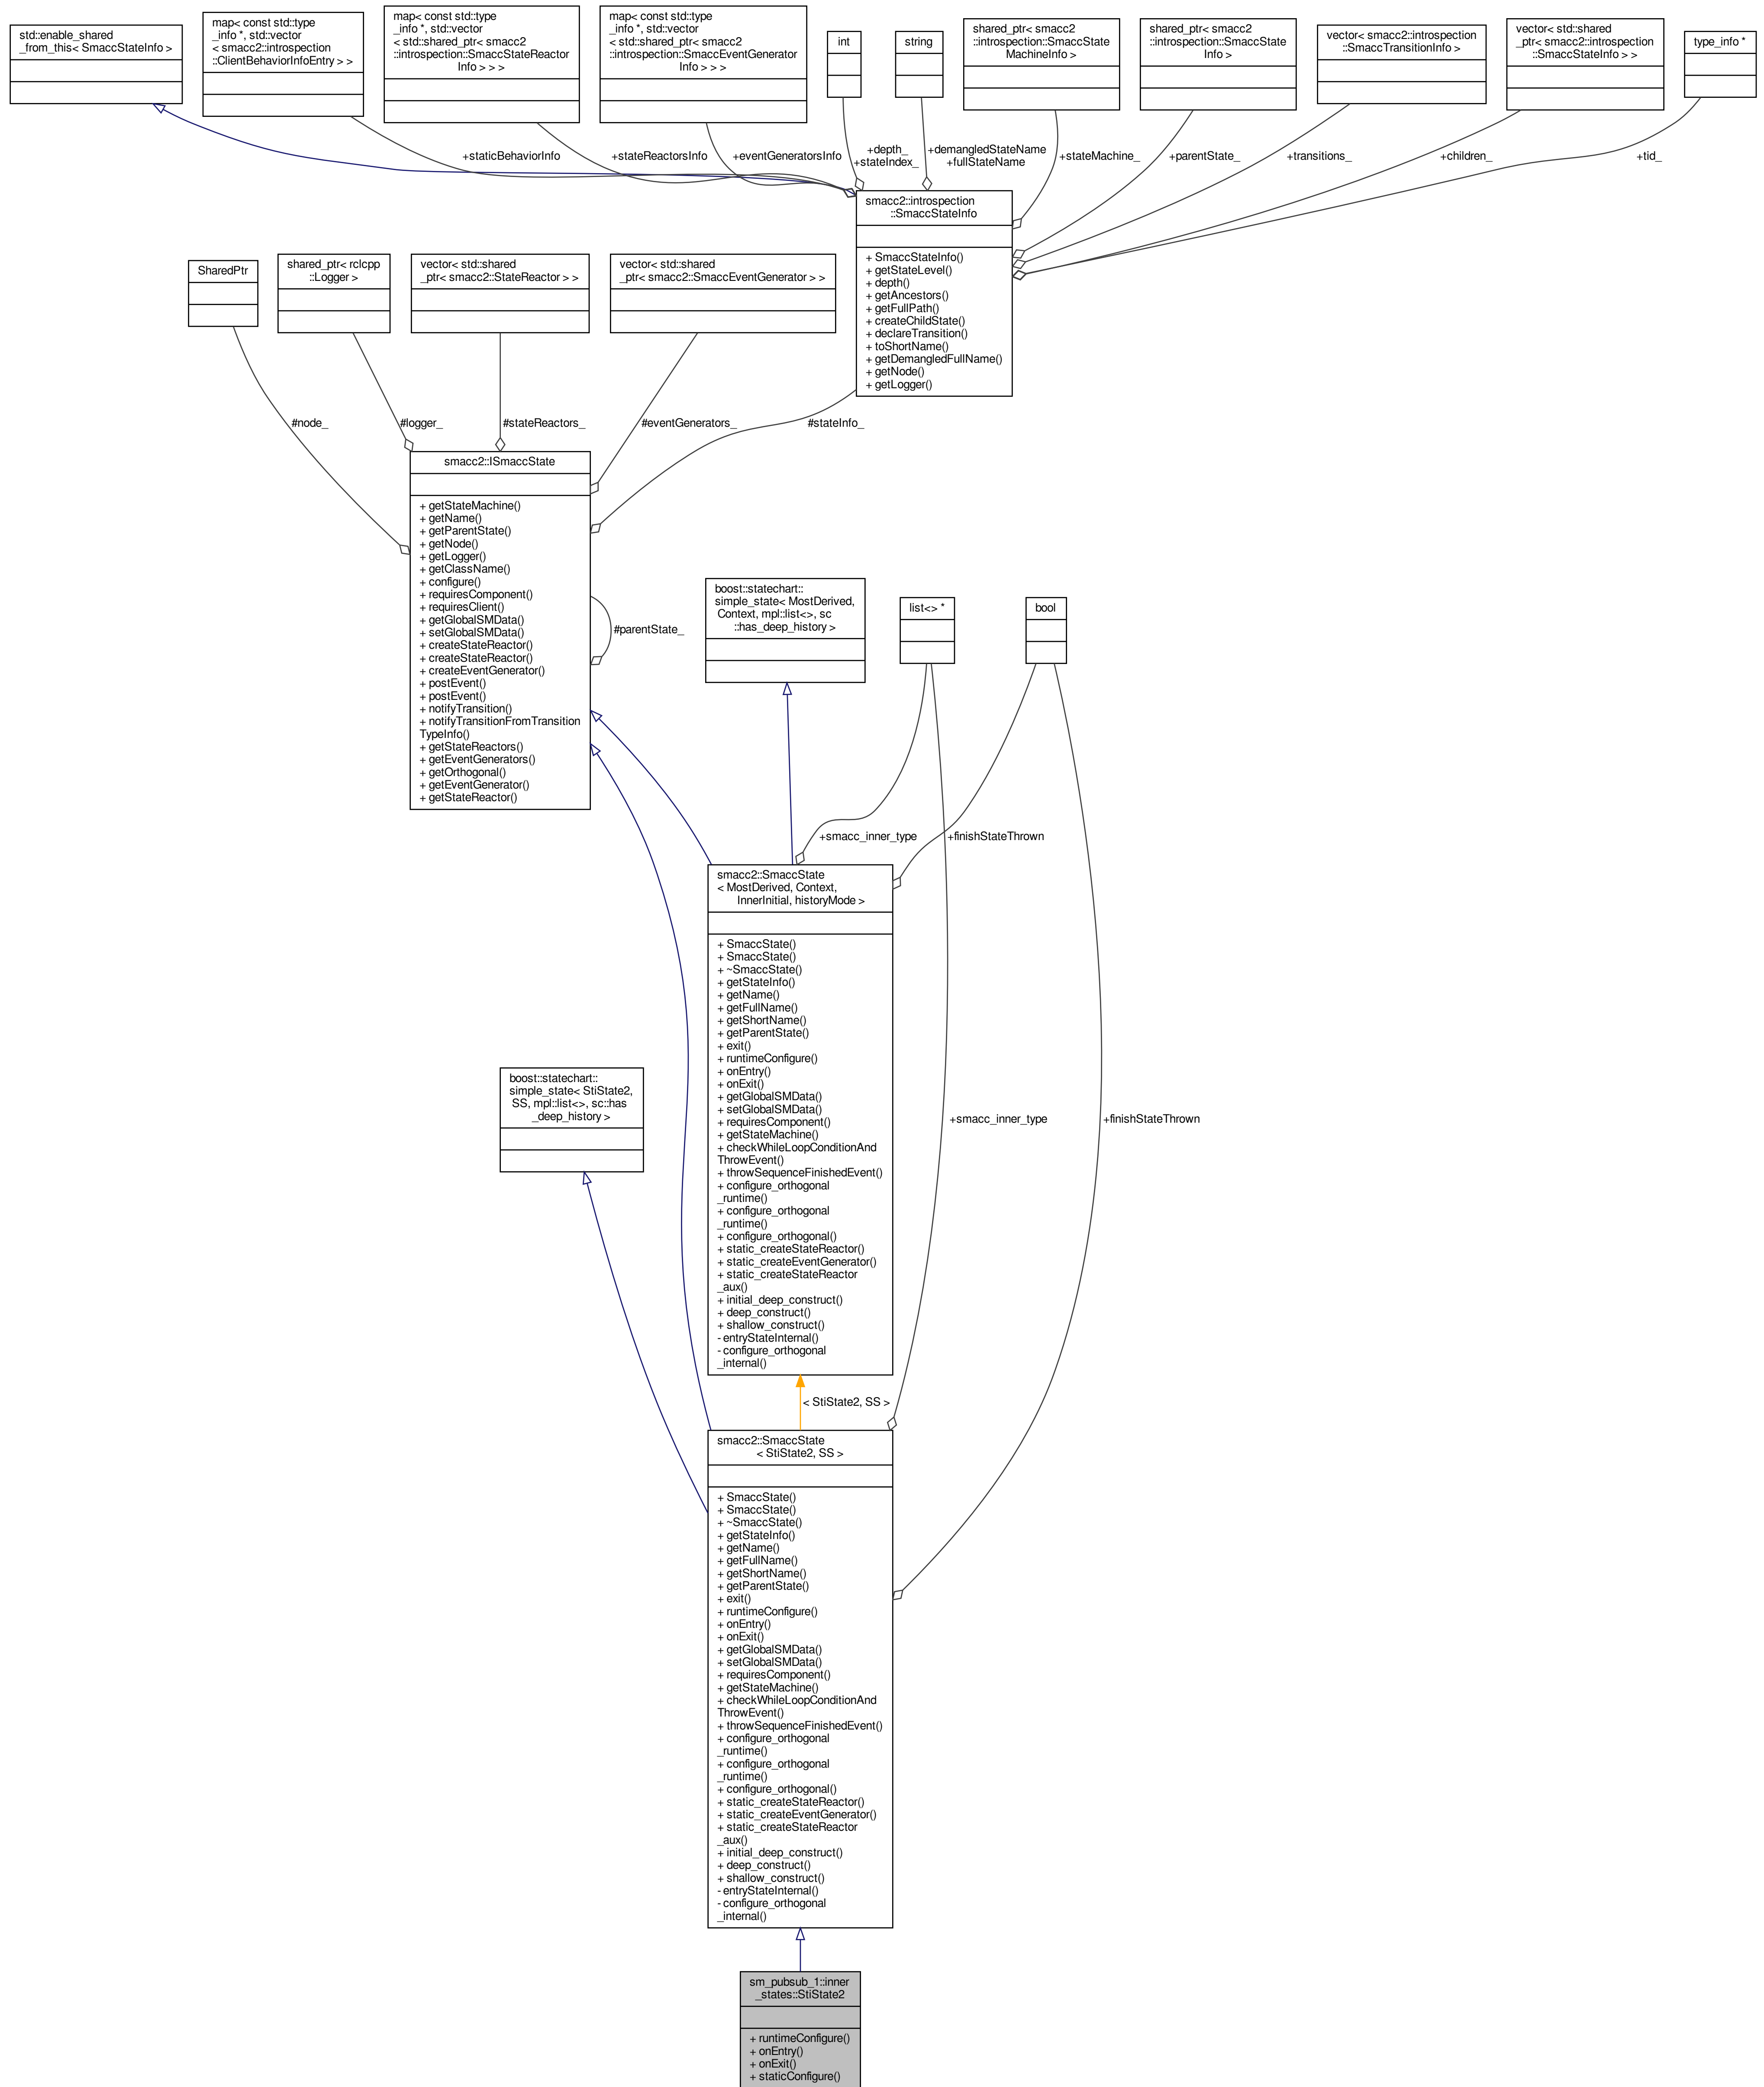 std::enable_shared
_from_this< SmaccStateInfo >
map< const std::type
_info *, std::vector
< smacc2::introspection
::ClientBehaviorInfoEntry > >
map< const std::type
_info *, std::vector
< std::shared_ptr< smacc2
::introspection::SmaccStateReactor
Info > > >
map< const std::type
_info *, std::vector
< std::shared_ptr< smacc2
::introspection::SmaccEventGenerator
Info > > >
int
string
shared_ptr< smacc2
::introspection::SmaccState
MachineInfo >
shared_ptr< smacc2
::introspection::SmaccState
Info >
vector< smacc2::introspection
::SmaccTransitionInfo >
vector< std::shared
_ptr< smacc2::introspection
::SmaccStateInfo > >
type_info *
+staticBehaviorInfo
+stateReactorsInfo
+eventGeneratorsInfo
+depth_
+stateIndex_
+demangledStateName
+fullStateName
+stateMachine_
+parentState_
+transitions_
+children_
+tid_
smacc2::introspection
::SmaccStateInfo
+ SmaccStateInfo()
+ getStateLevel()
+ depth()
+ getAncestors()
+ getFullPath()
+ createChildState()
+ declareTransition()
+ toShortName()
+ getDemangledFullName()
+ getNode()
+ getLogger()
SharedPtr
shared_ptr< rclcpp
::Logger >
vector< std::shared
_ptr< smacc2::StateReactor > >
vector< std::shared
_ptr< smacc2::SmaccEventGenerator > >
#node_
#logger_
#stateReactors_
#eventGenerators_
#stateInfo_
smacc2::ISmaccState
+ getStateMachine()
+ getName()
+ getParentState()
+ getNode()
+ getLogger()
+ getClassName()
+ configure()
+ requiresComponent()
+ requiresClient()
+ getGlobalSMData()
+ setGlobalSMData()
+ createStateReactor()
+ createStateReactor()
+ createEventGenerator()
+ postEvent()
+ postEvent()
+ notifyTransition()
+ notifyTransitionFromTransition
TypeInfo()
+ getStateReactors()
+ getEventGenerators()
+ getOrthogonal()
+ getEventGenerator()
+ getStateReactor()
#parentState_
boost::statechart::
simple_state< MostDerived,
Context, mpl::list<>, sc
::has_deep_history >
list<> *
bool
+smacc_inner_type
+finishStateThrown
smacc2::SmaccState
< MostDerived, Context,
InnerInitial, historyMode >
+ SmaccState()
+ SmaccState()
+ ~SmaccState()
+ getStateInfo()
+ getName()
+ getFullName()
+ getShortName()
+ getParentState()
+ exit()
+ runtimeConfigure()
+ onEntry()
+ onExit()
+ getGlobalSMData()
+ setGlobalSMData()
+ requiresComponent()
+ getStateMachine()
+ checkWhileLoopConditionAnd
ThrowEvent()
+ throwSequenceFinishedEvent()
+ configure_orthogonal
_runtime()
+ configure_orthogonal
_runtime()
+ configure_orthogonal()
+ static_createStateReactor()
+ static_createEventGenerator()
+ static_createStateReactor
_aux()
+ initial_deep_construct()
+ deep_construct()
+ shallow_construct()
- entryStateInternal()
- configure_orthogonal
_internal()
boost::statechart::
simple_state< StiState2,
SS, mpl::list<>, sc::has
_deep_history >
+smacc_inner_type
+finishStateThrown
< StiState2, SS >
smacc2::SmaccState
< StiState2, SS >
+ SmaccState()
+ SmaccState()
+ ~SmaccState()
+ getStateInfo()
+ getName()
+ getFullName()
+ getShortName()
+ getParentState()
+ exit()
+ runtimeConfigure()
+ onEntry()
+ onExit()
+ getGlobalSMData()
+ setGlobalSMData()
+ requiresComponent()
+ getStateMachine()
+ checkWhileLoopConditionAnd
ThrowEvent()
+ throwSequenceFinishedEvent()
+ configure_orthogonal
_runtime()
+ configure_orthogonal
_runtime()
+ configure_orthogonal()
+ static_createStateReactor()
+ static_createEventGenerator()
+ static_createStateReactor
_aux()
+ initial_deep_construct()
+ deep_construct()
+ shallow_construct()
- entryStateInternal()
- configure_orthogonal
_internal()
sm_pubsub_1::inner
_states::StiState2
+ runtimeConfigure()
+ onEntry()
+ onExit()
+ staticConfigure()